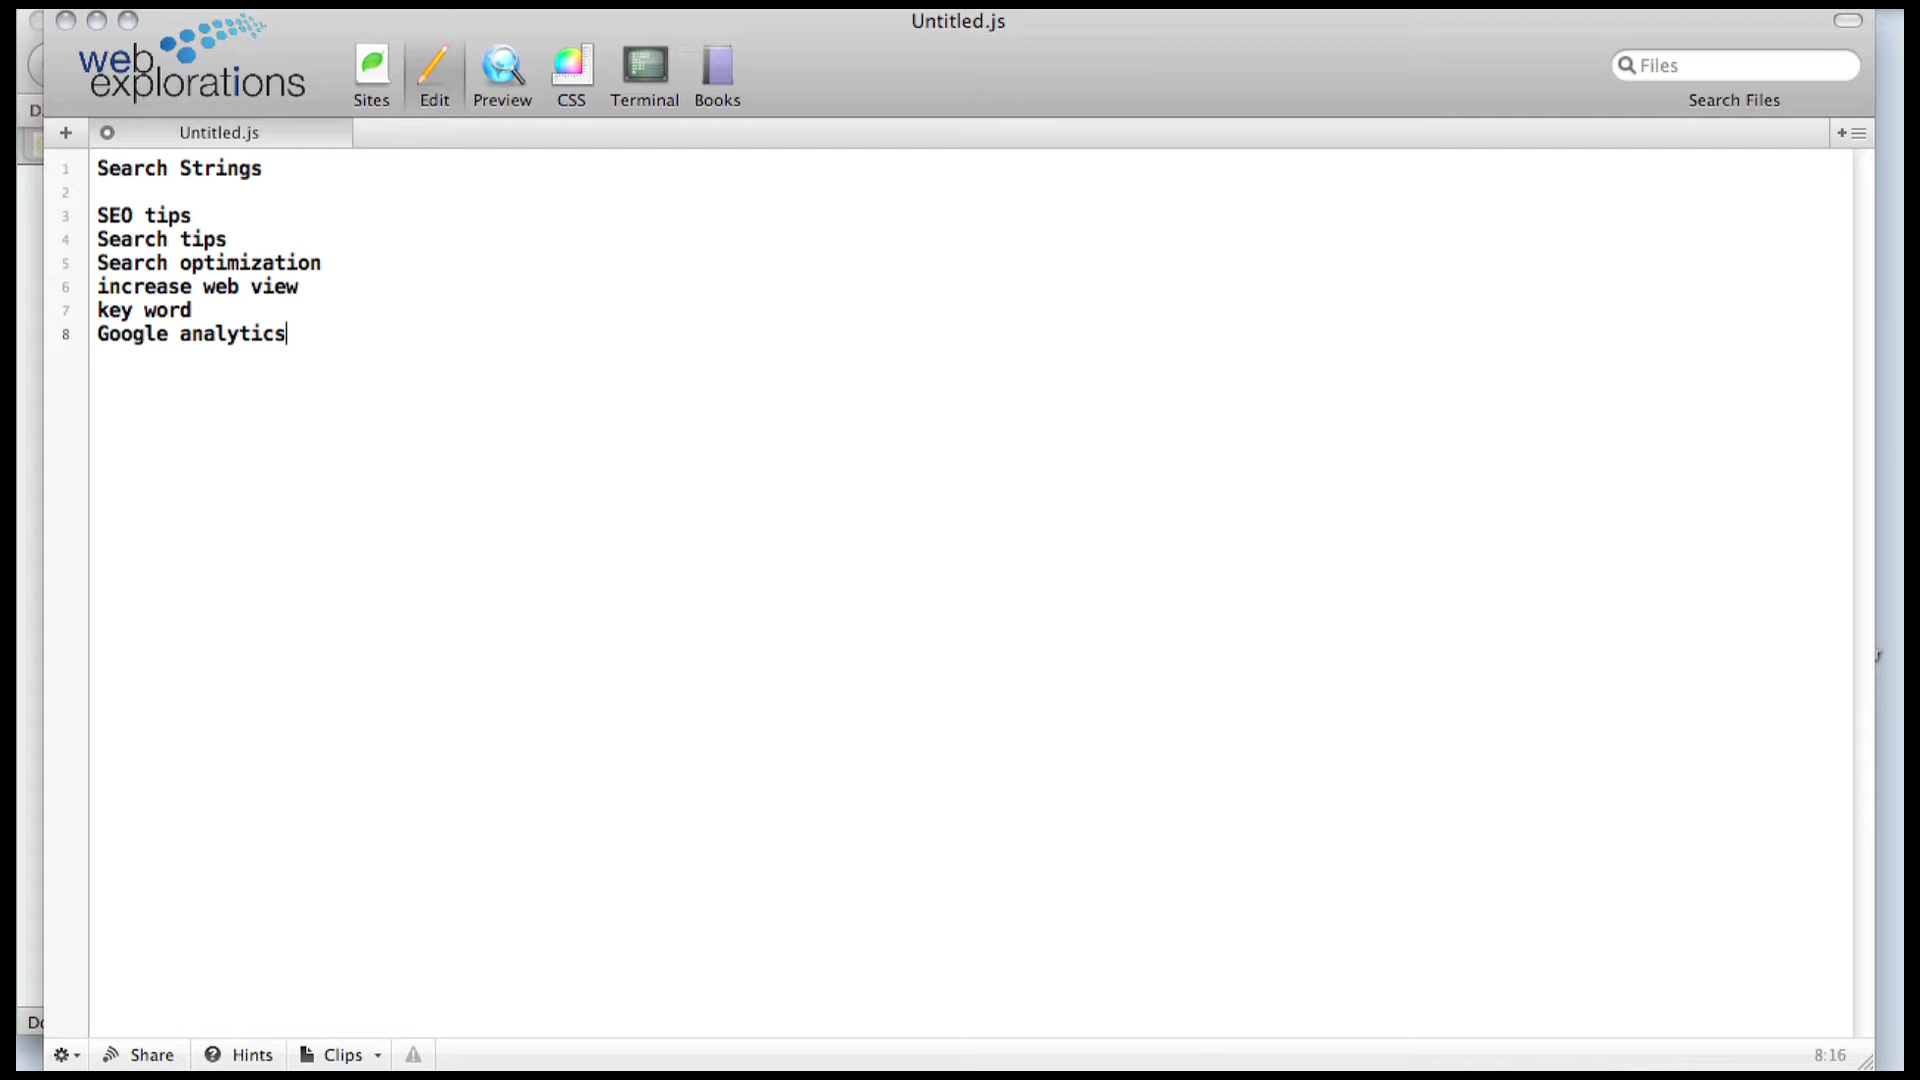 Untitled.js
web
explorations
Sites
Edit
Preview
CSS
Terminal
Books
Files
Search Files
Untitled.js
1 Search Strings
2
3 SEO tips
4 Search tips
5 Search optimization
6 increase web view
7 key word
8 Google analytics
Share
Hints
Clips
8:16